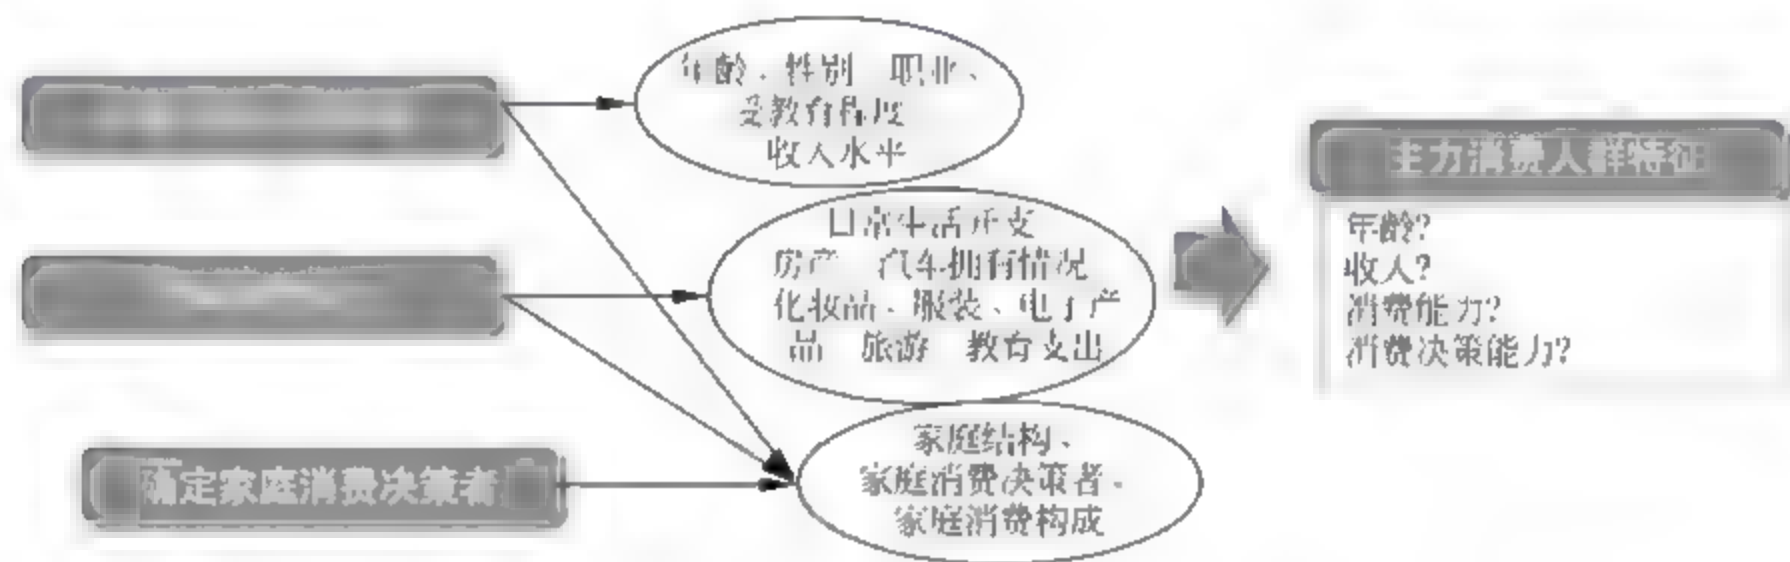 年龄、性别 职业、
受教育程度
收入水平
日常生活开支
房产 汽车拥有情况
化妆品、服装、电子产
品 旅游 教育支出
确定家庭消费决策者
家庭结构、
家庭消费决策者、
家庭消费构成
主力消费人群特征
年龄?
收入?
消费能力?
消费决策能力?